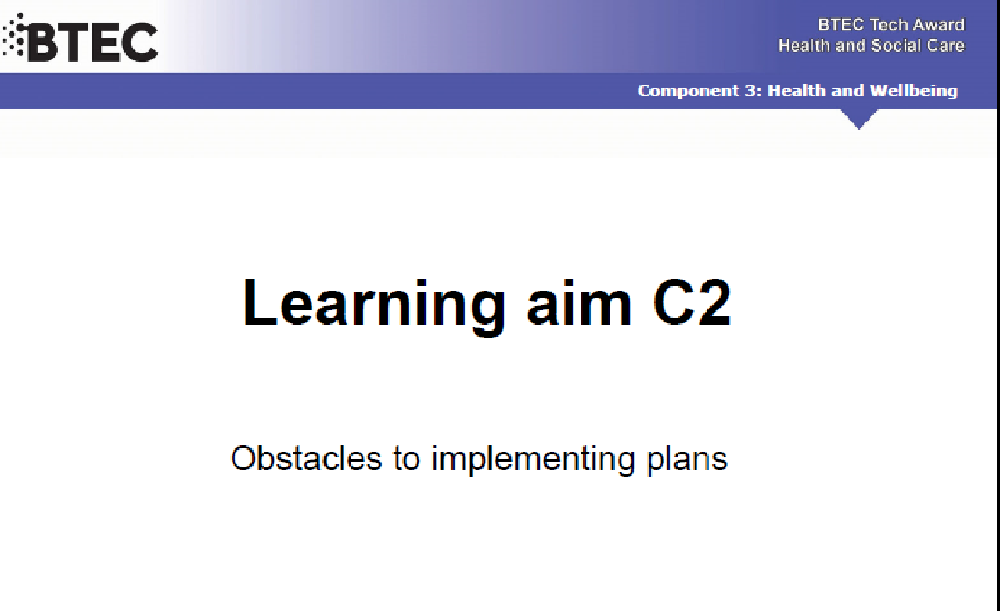 BTEC
BTEC Tech Award
Health and Social Care
Component 3: Health and Wellbeing
Learning aim C2
Obstacles to implementing plans